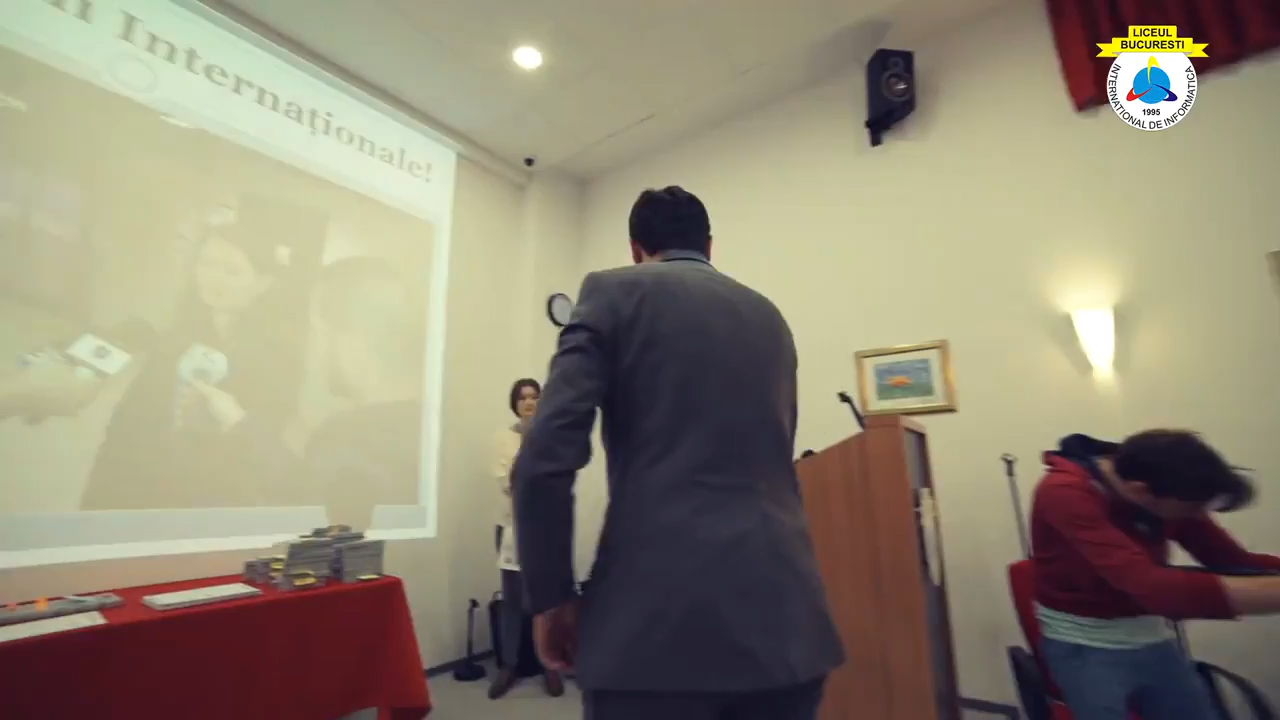 Internaționale!
LICEUL
BUCURESTI
INTERNATIONAL DE INFORMATICA
1995